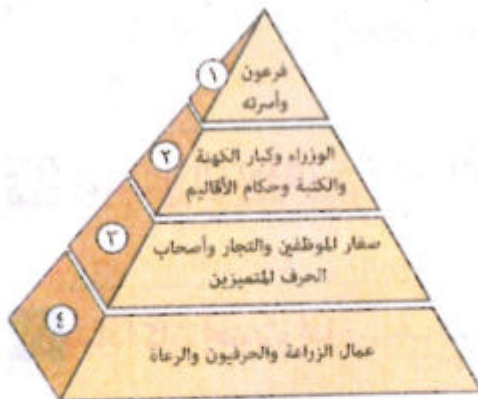 ١
فرعون
وأسرته
٢
الوزراء وكبار الكهنة
والكتبة وحكام الأقاليم
٣
صغار الموظفين والتجار وأصحاب
الحرف المتميزين
٤
عمال الزراعة والحرفيون والرعاة